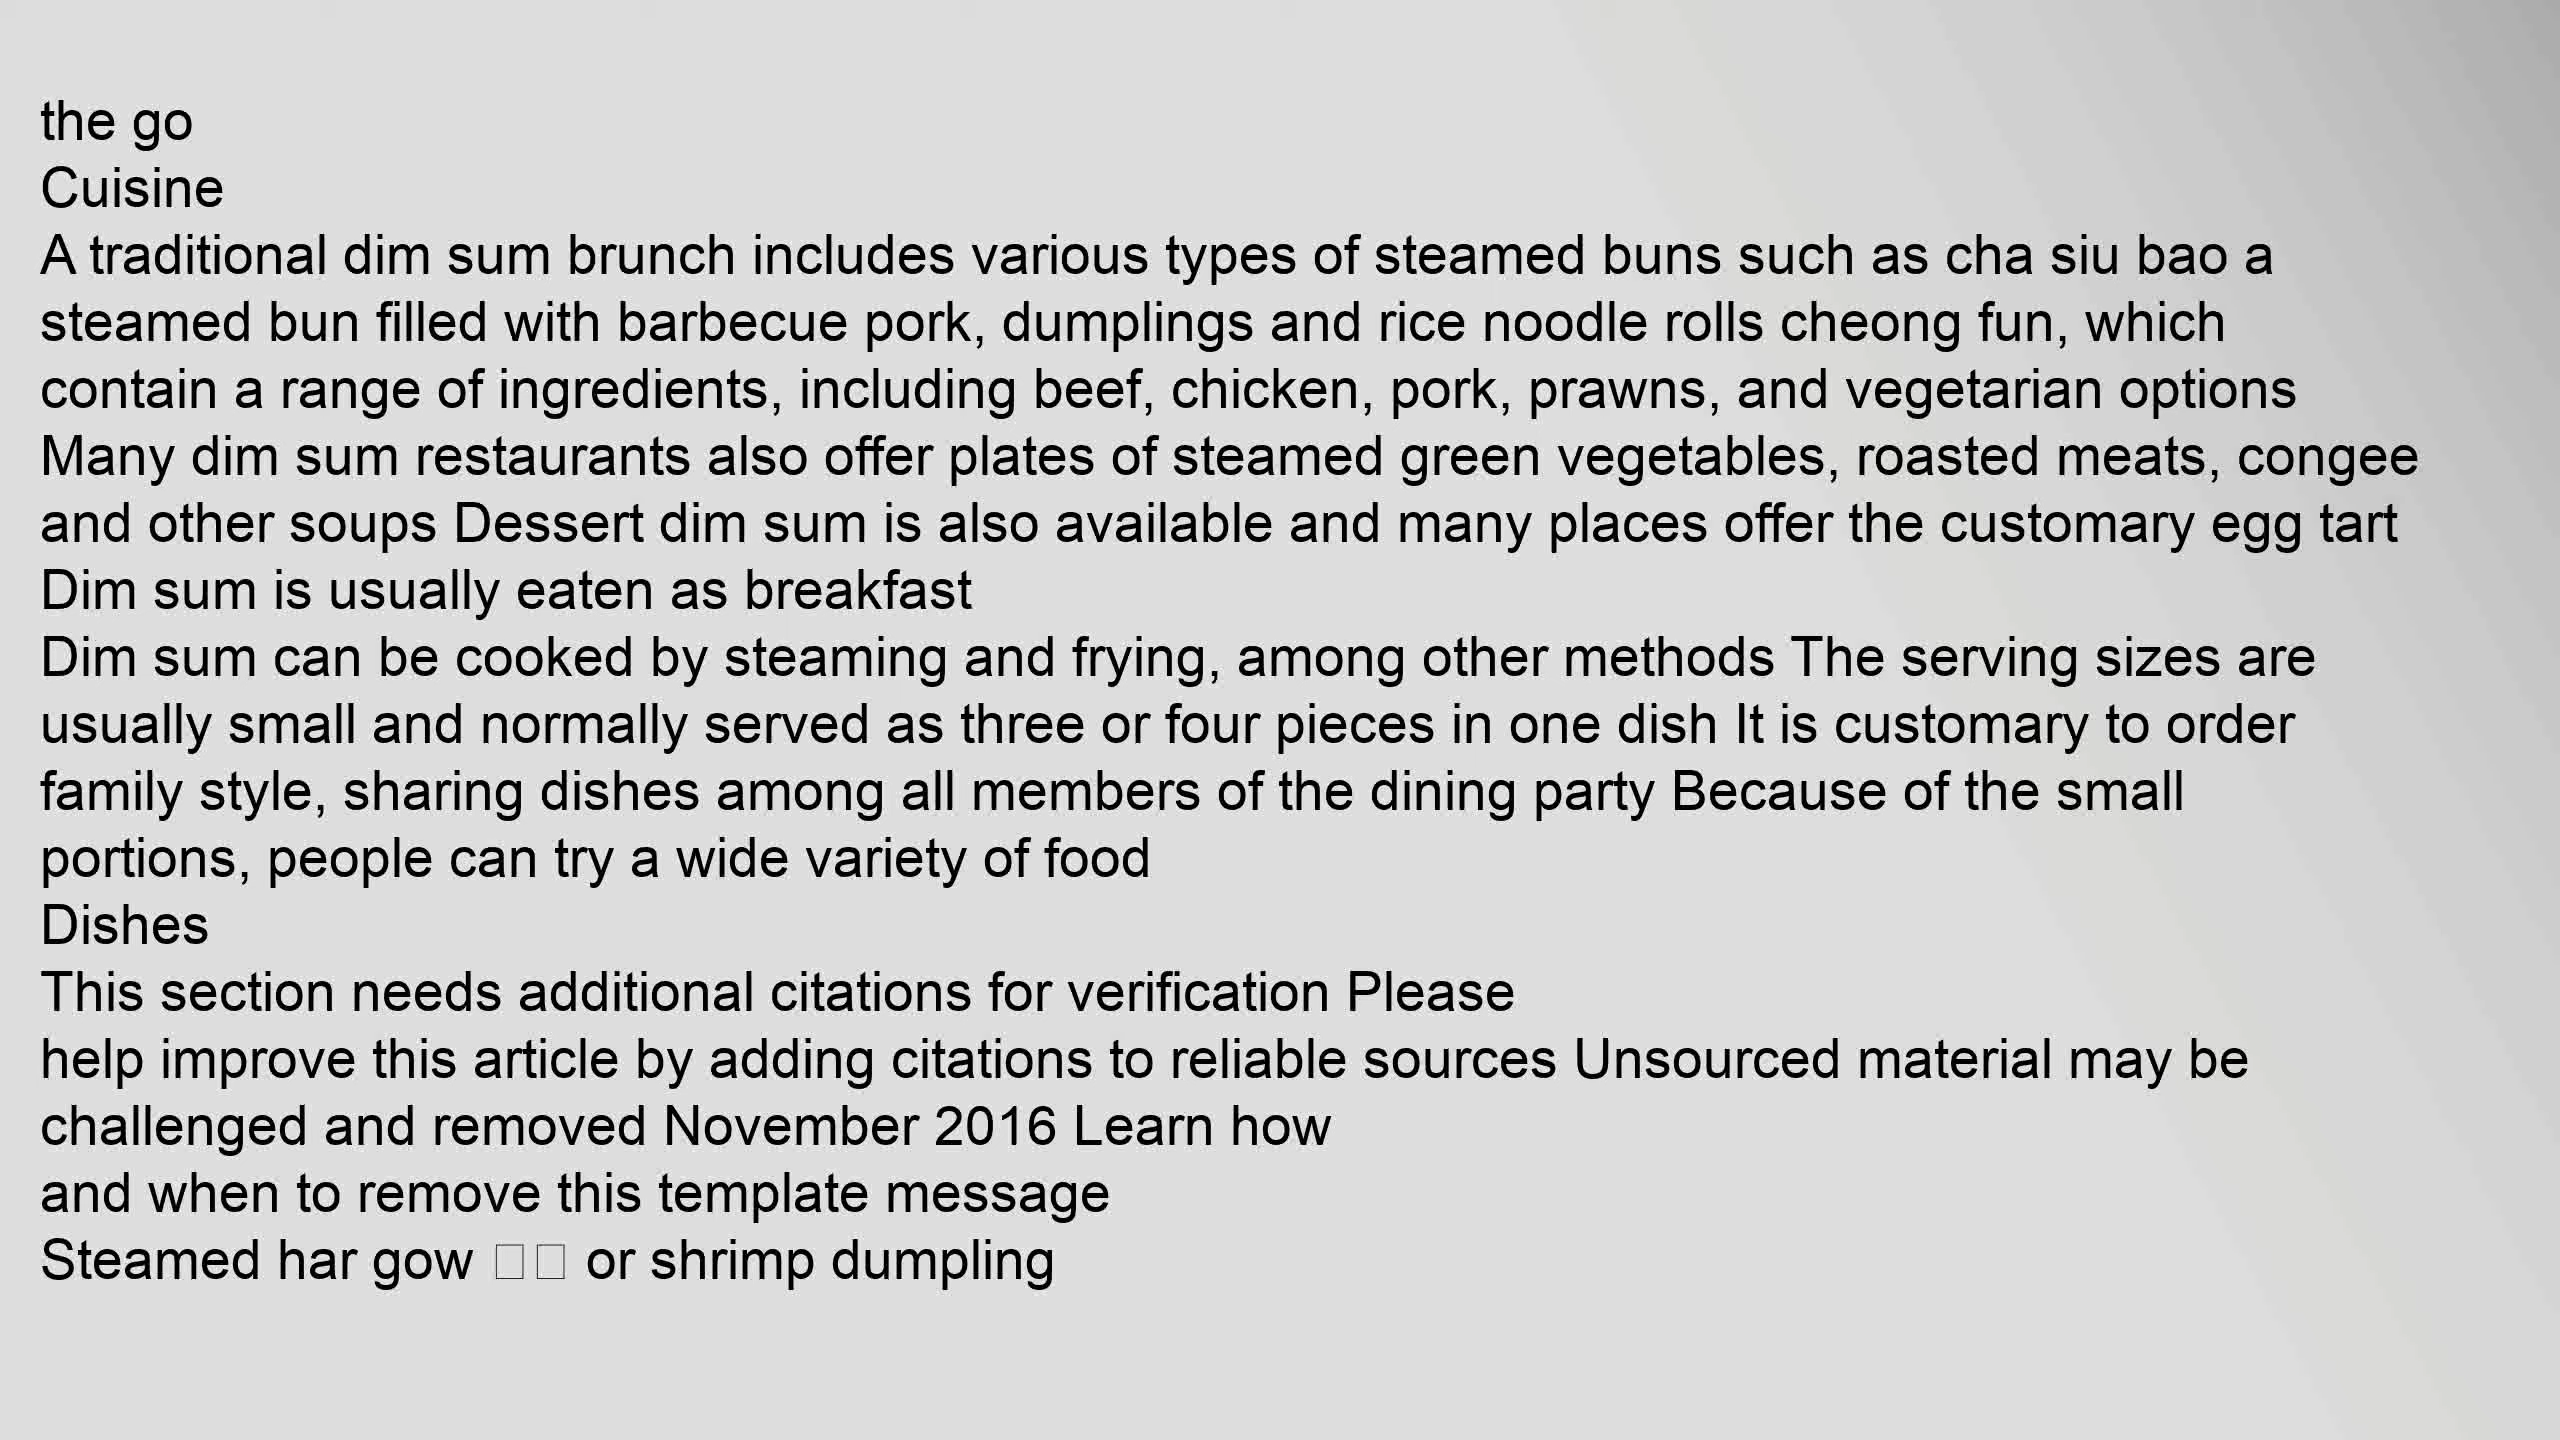 the go
Cuisine
A traditional dim sum brunch includes various types of steamed buns such as cha siu bao a
steamed bun filled with barbecue pork, dumplings and rice noodle rolls cheong fun, which
contain a range of ingredients, including beef, chicken, pork, prawns, and vegetarian options
Many dim sum restaurants also offer plates of steamed green vegetables, roasted meats, congee
and other soups Dessert dim sum is also available and many places offer the customary egg tart
Dim sum is usually eaten as breakfast
Dim sum can be cooked by steaming and frying, among other methods The serving sizes are
usually small and normally served as three or four pieces in one dish It is customary to order
family style, sharing dishes among all members of the dining party Because of the small
portions, people can try a wide variety of food
Dishes
This section needs additional citations for verification Please
help improve this article by adding citations to reliable sources Unsourced material may be
challenged and removed November 2016 Learn how
and when to remove this template message
Steamed har gow □□ or shrimp dumpling